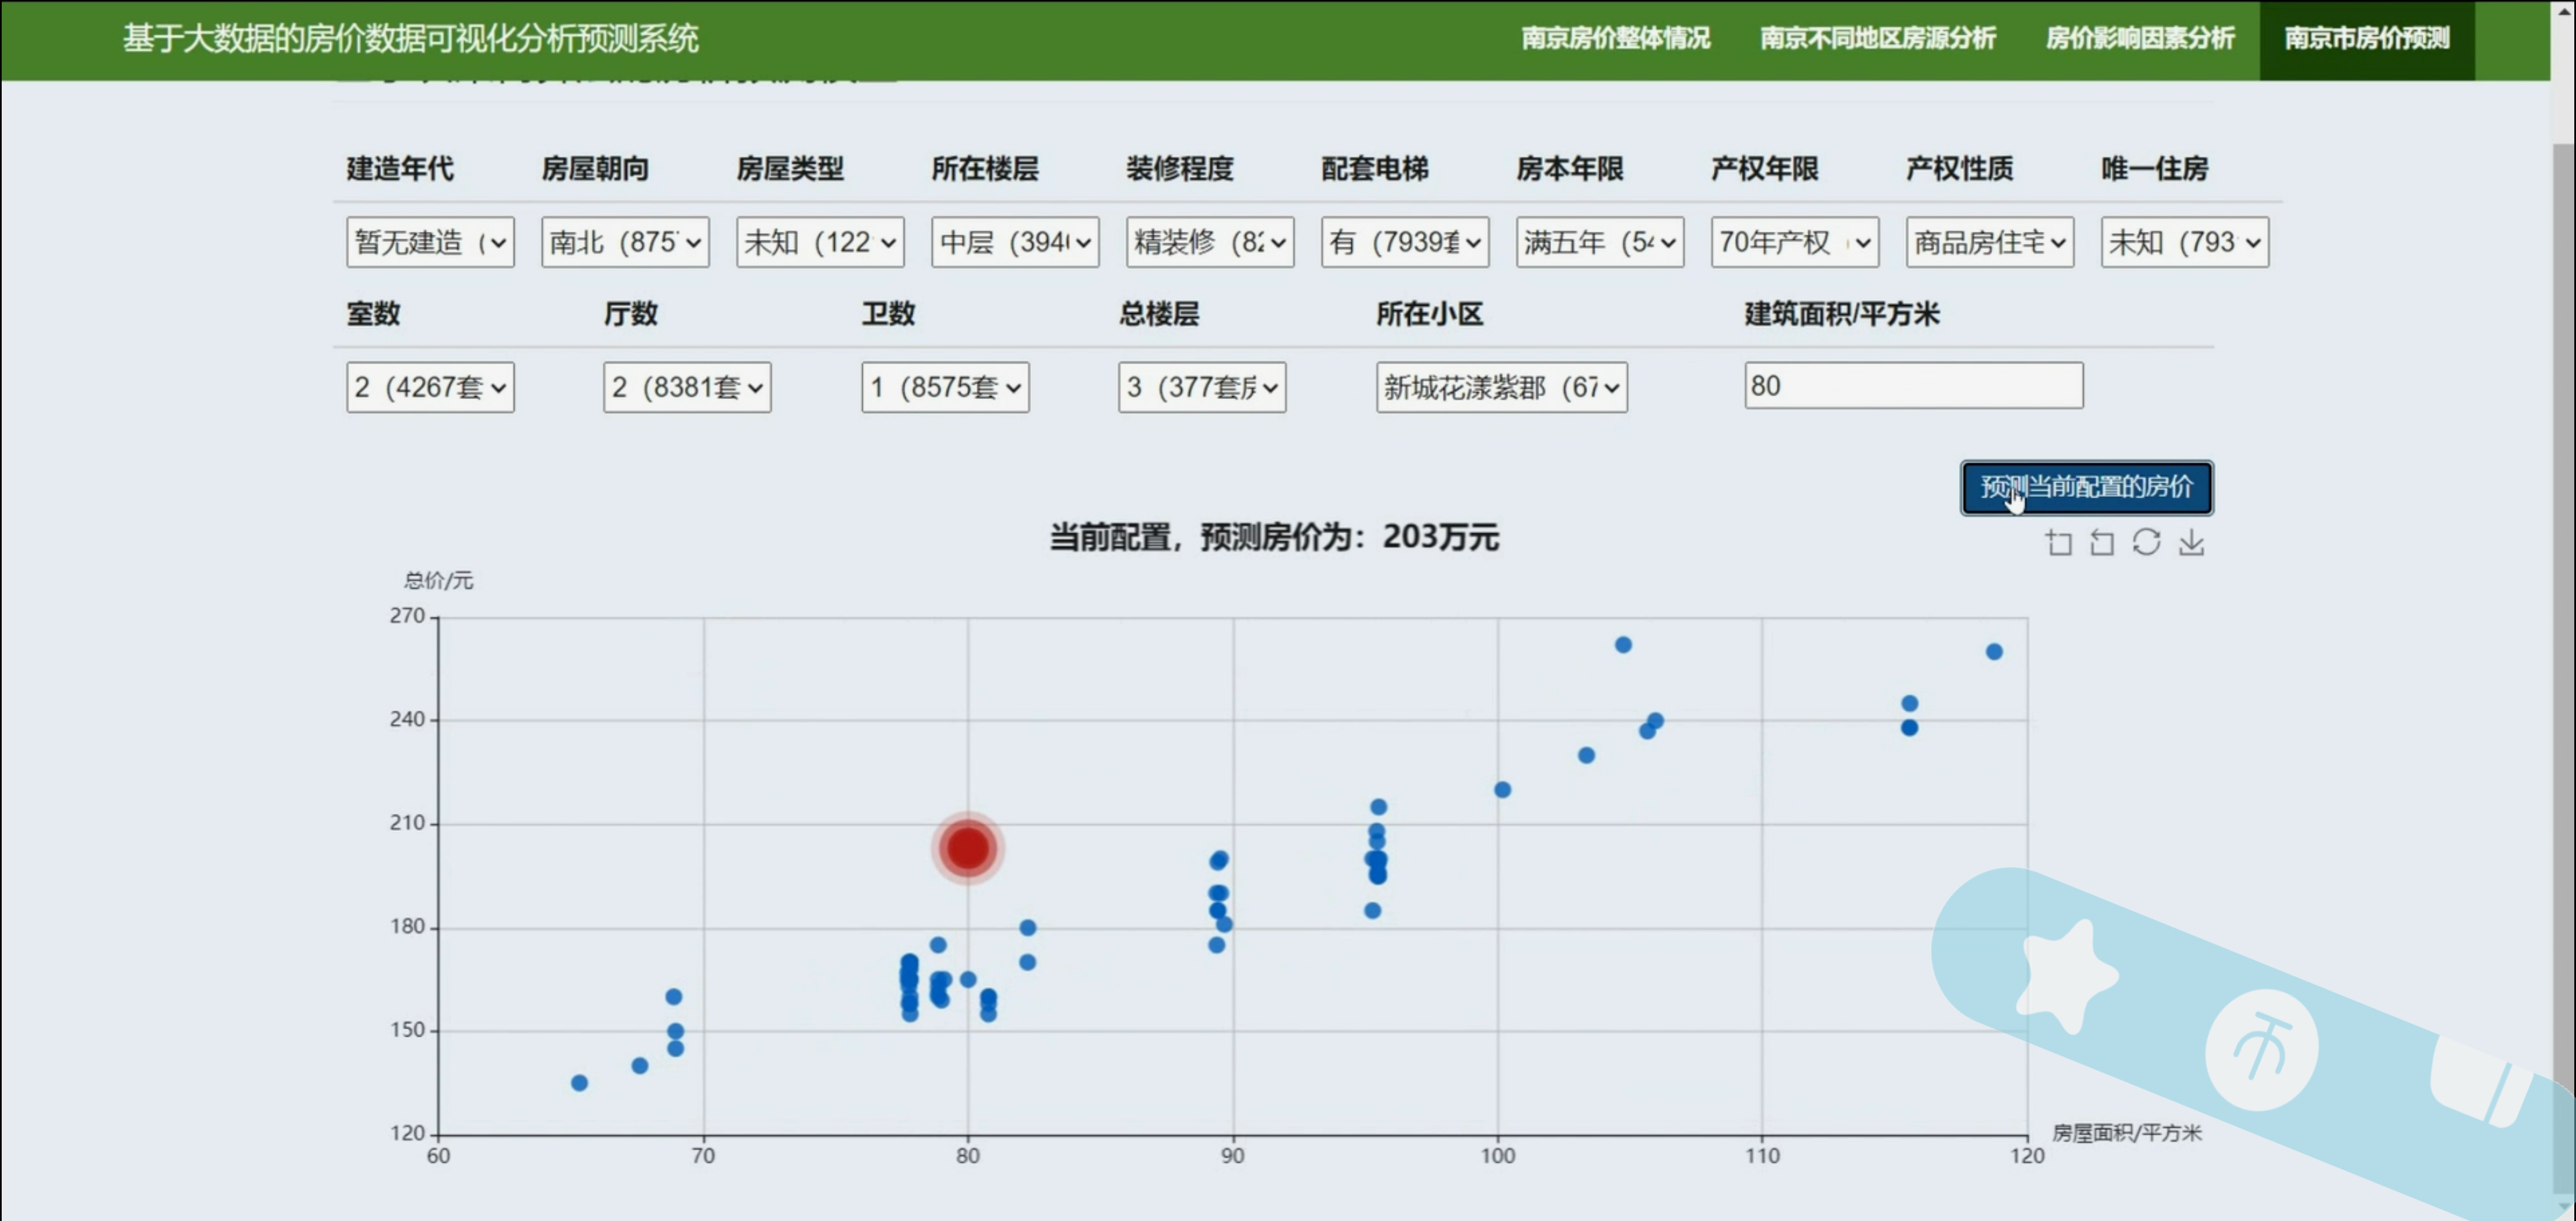 基于大数据的房价数据可视化分析预测系统 南京房价整体情况 南京不同地区房源分析 房价影响因素分析 南京市房价预测
建造年代 房屋朝向 房屋类型 所在楼层 装修程度 配套电梯 房本年限 产权年限 产权性质 唯一住房
暂无建造 ( 南北 (875 未知 (122 中层 (394 精装修 (82 有 (7939套 满五年 (54 70年产权 商品房住宅 未知 (793
室数 厅数 卫数 总楼层 所在小区 建筑面积/平方米
2 (4267套 2 (8381套 1 (8575套 3 (377套房 新城花漾紫郡 (67 80
预测当前配置的房价
当前配置，预测房价为：203万元
总价/元
270
240
210
180
150
120
60 70 80 90 100 110 120
房屋面积/平方米